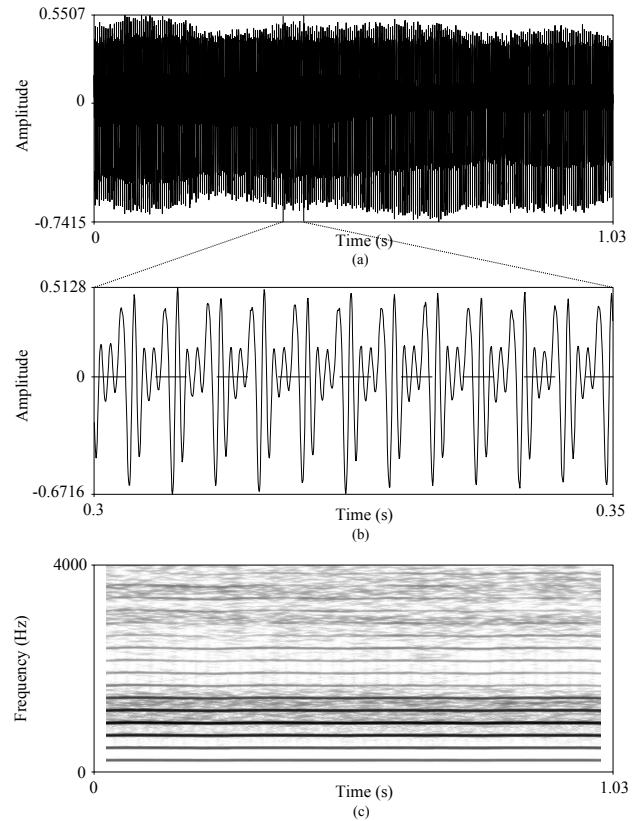 0.5507
Amplitude
0
-0.7415
0
Time (s)
1.03
(a)
0.5128
Amplitude
0
-0.6716
0.3
Time (s)
0.35
(b)
4000
Frequency (Hz)
0
0
Time (s)
1.03
(c)